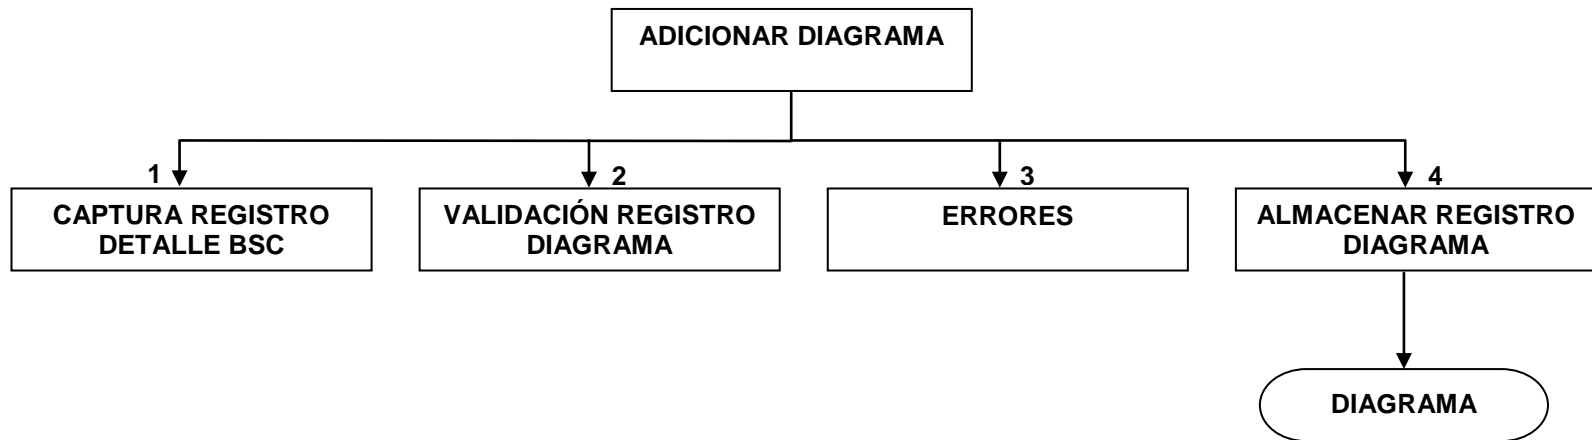 ADICIONAR DIAGRAMA
1
2
3
4
CAPTURA REGISTRO
DETALLE BSC
VALIDACIÓN REGISTRO
DIAGRAMA
ERRORES
ALMACENAR REGISTRO
DIAGRAMA
DIAGRAMA